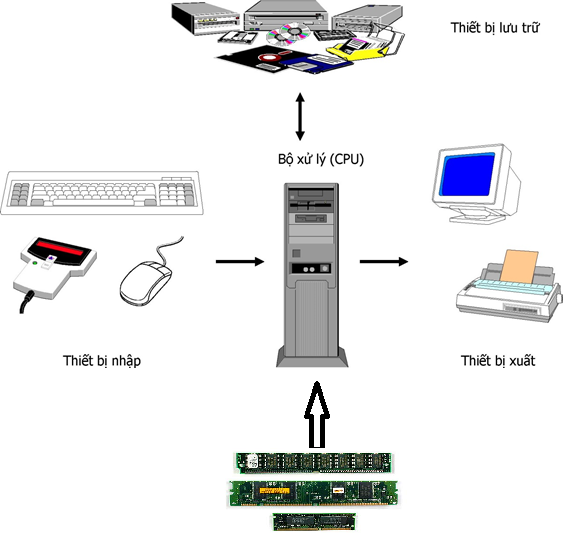 Thiết bị lưu trữ
Bộ xử lý (CPU)
Thiết bị nhập
Thiết bị xuất